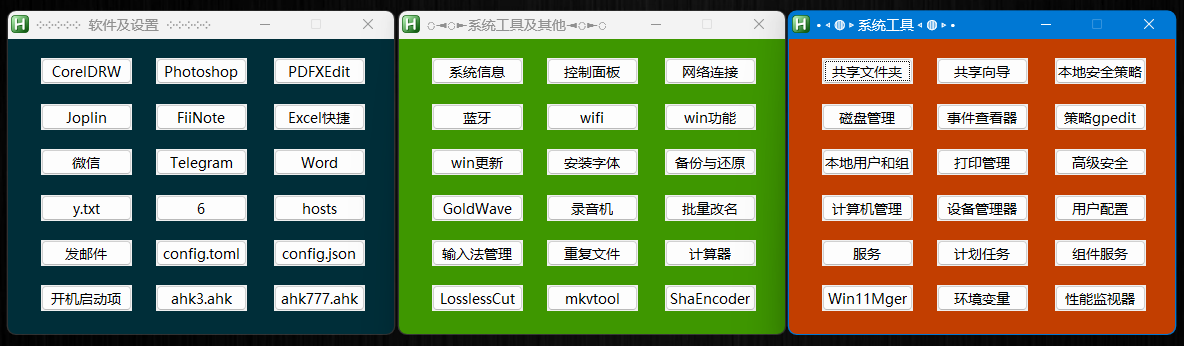 软件及设置
CorelDRW Photoshop PDFXEdit
Joplin FiiNote Excel快捷
微信 Telegram Word
y.txt 6 hosts
发邮件 config.toml config.json
开机启动项 ahk3.ahk ahk777.ahk
系统工具及其他
系统信息 控制面板 网络连接
蓝牙 wifi win功能
win更新 安装字体 备份与还原
GoldWave 录音机 批量改名
输入法管理 重复文件 计算器
LosslessCut mkvtool ShaEncoder
系统工具
共享文件夹 共享向导 本地安全策略
磁盘管理 事件查看器 策略gpedit
本地用户和组 打印管理 高级安全
计算机管理 设备管理器 用户配置
服务 计划任务 组件服务
Win11Mger 环境变量 性能监视器